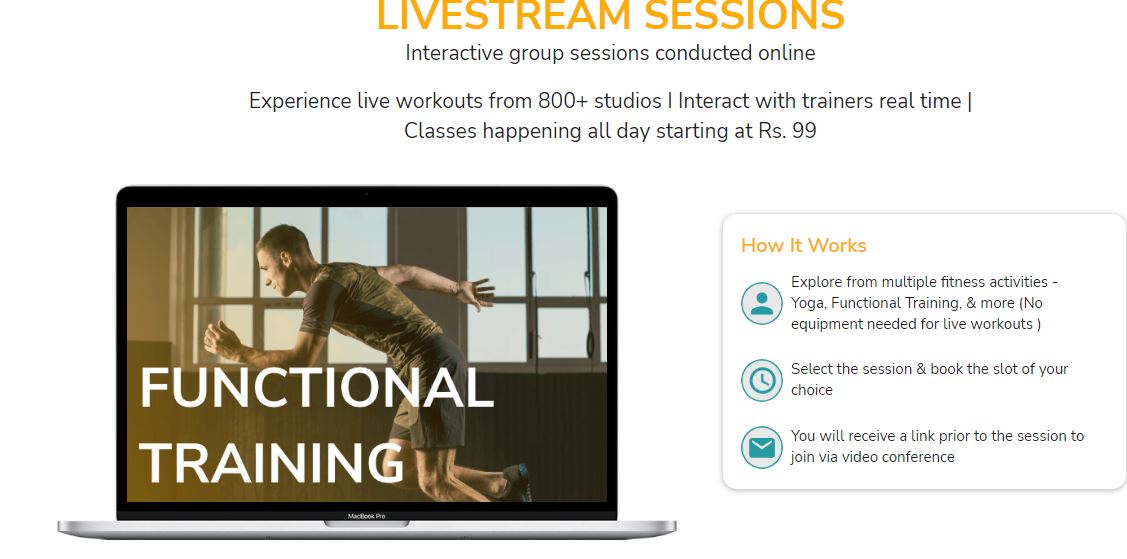 LIVESTREAM SESSIONS
Interactive group sessions conducted online
Experience live workouts from 800+ studios I Interact with trainers real time |
Classes happening all day starting at Rs. 99
FUNCTIONAL
TRAINING
MacBook Pro
How It Works
Explore from multiple fitness activities -
Yoga, Functional Training, & more (No
equipment needed for live workouts )
Select the session & book the slot of your
choice
You will receive a link prior to the session to
join via video conference